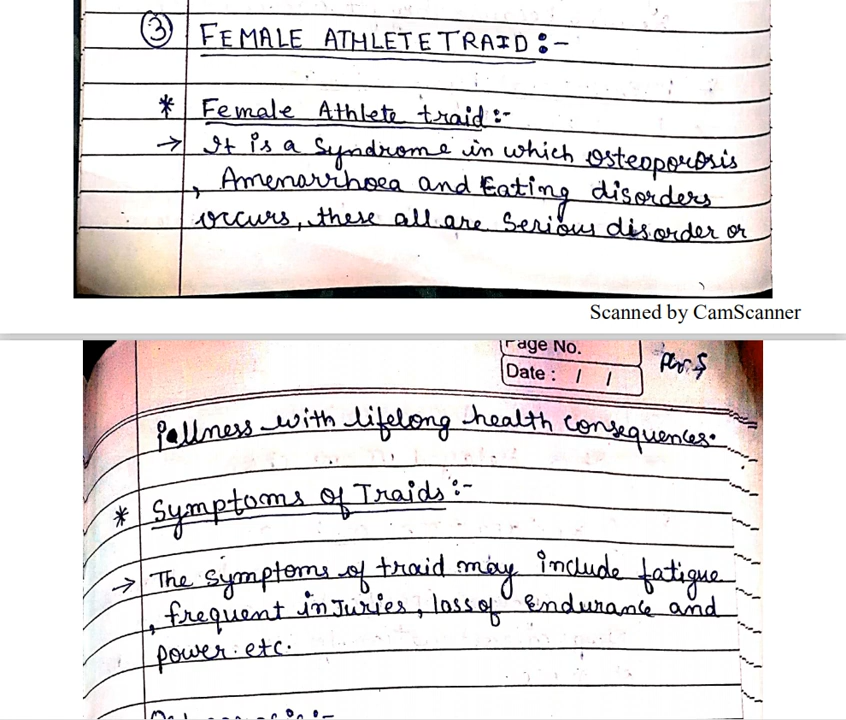 ③ FEMALE ATHLETE TRAID :-
* Female Athlete traid :-
→ It is a Syndrome in which osteoporosis
, Amenorrhoea and Eating disorders
occurs, these all are Serious disorder or
Scanned by CamScanner
Page No.
Date : / /
illness with lifelong health consequences.
* Symptoms of Traids :-
→ The symptoms of traid may include fatigue
, frequent inJuries, loss of Endurance and
power etc.